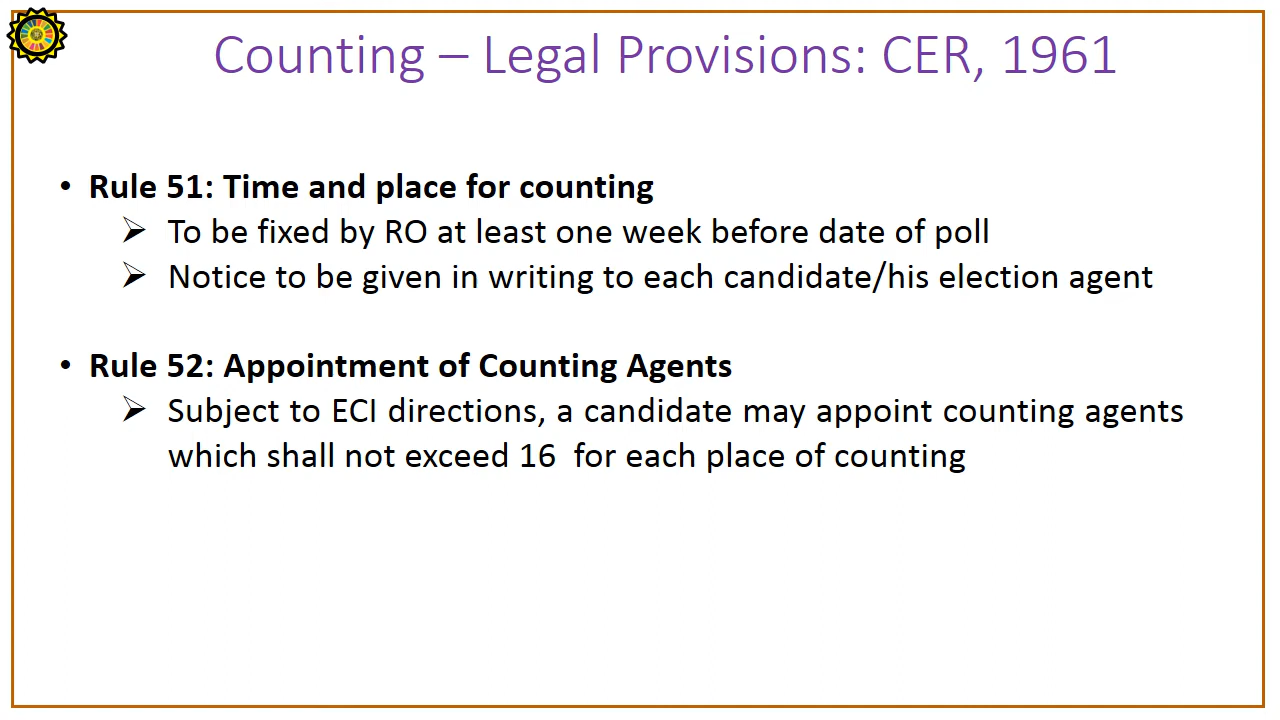 Counting – Legal Provisions: CER, 1961
• Rule 51: Time and place for counting
➢ To be fixed by RO at least one week before date of poll
➢ Notice to be given in writing to each candidate/his election agent
• Rule 52: Appointment of Counting Agents
➢ Subject to ECI directions, a candidate may appoint counting agents
which shall not exceed 16 for each place of counting